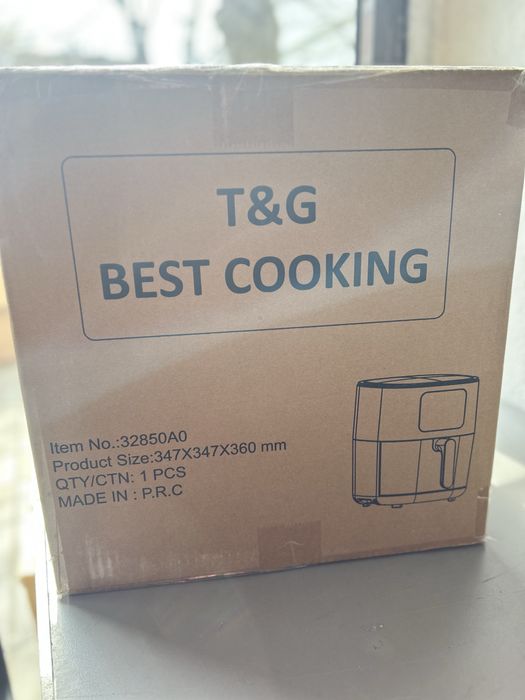 T&G
BEST COOKING
Item No.:32850A0
Product Size:347X347X360 mm
QTY/CTN: 1 PCS
MADE IN : P.R.C